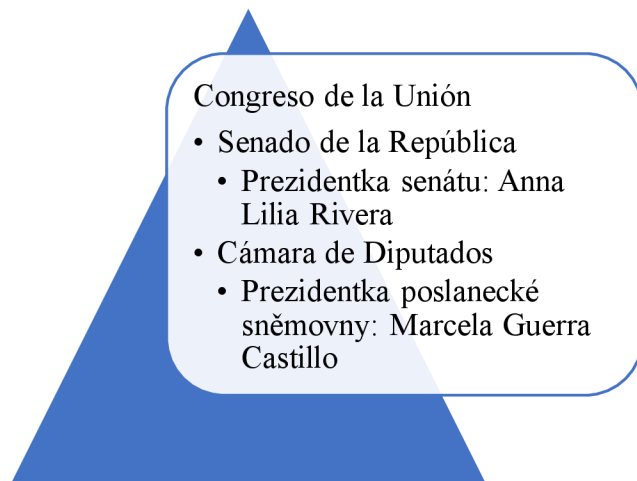 Congreso de la Unión
• Senado de la República
• Prezidentka senátu: Anna
Lilia Rivera
• Cámara de Diputados
• Prezidentka poslanecké
sněmovny: Marcela Guerra
Castillo